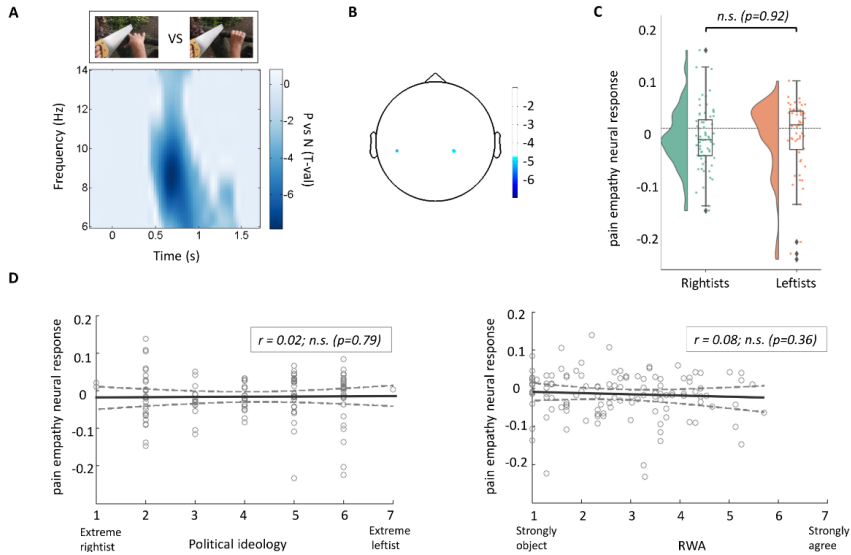 A
VS
Frequency (Hz)
14
12
10
8
6
0
0.5
1
1.5
Time (s)
0
-2
-4
-6
P vs N (T-val)
B
-2
-3
-4
-5
-6
C
n.s. (p=0.92)
pain empathy neural response
0.2
0.1
0
-0.1
-0.2
Rightists
Leftists
D
pain empathy neural response
0.2
0.1
0
-0.1
-0.2
r = 0.02; n.s. (p=0.79)
1
2
3
4
5
6
7
Extreme
rightist
Political ideology
Extreme
leftist
pain empathy neural response
0.2
0.1
0
-0.1
-0.2
r = 0.08; n.s. (p=0.36)
1
2
3
4
5
6
7
Strongly
object
RWA
Strongly
agree